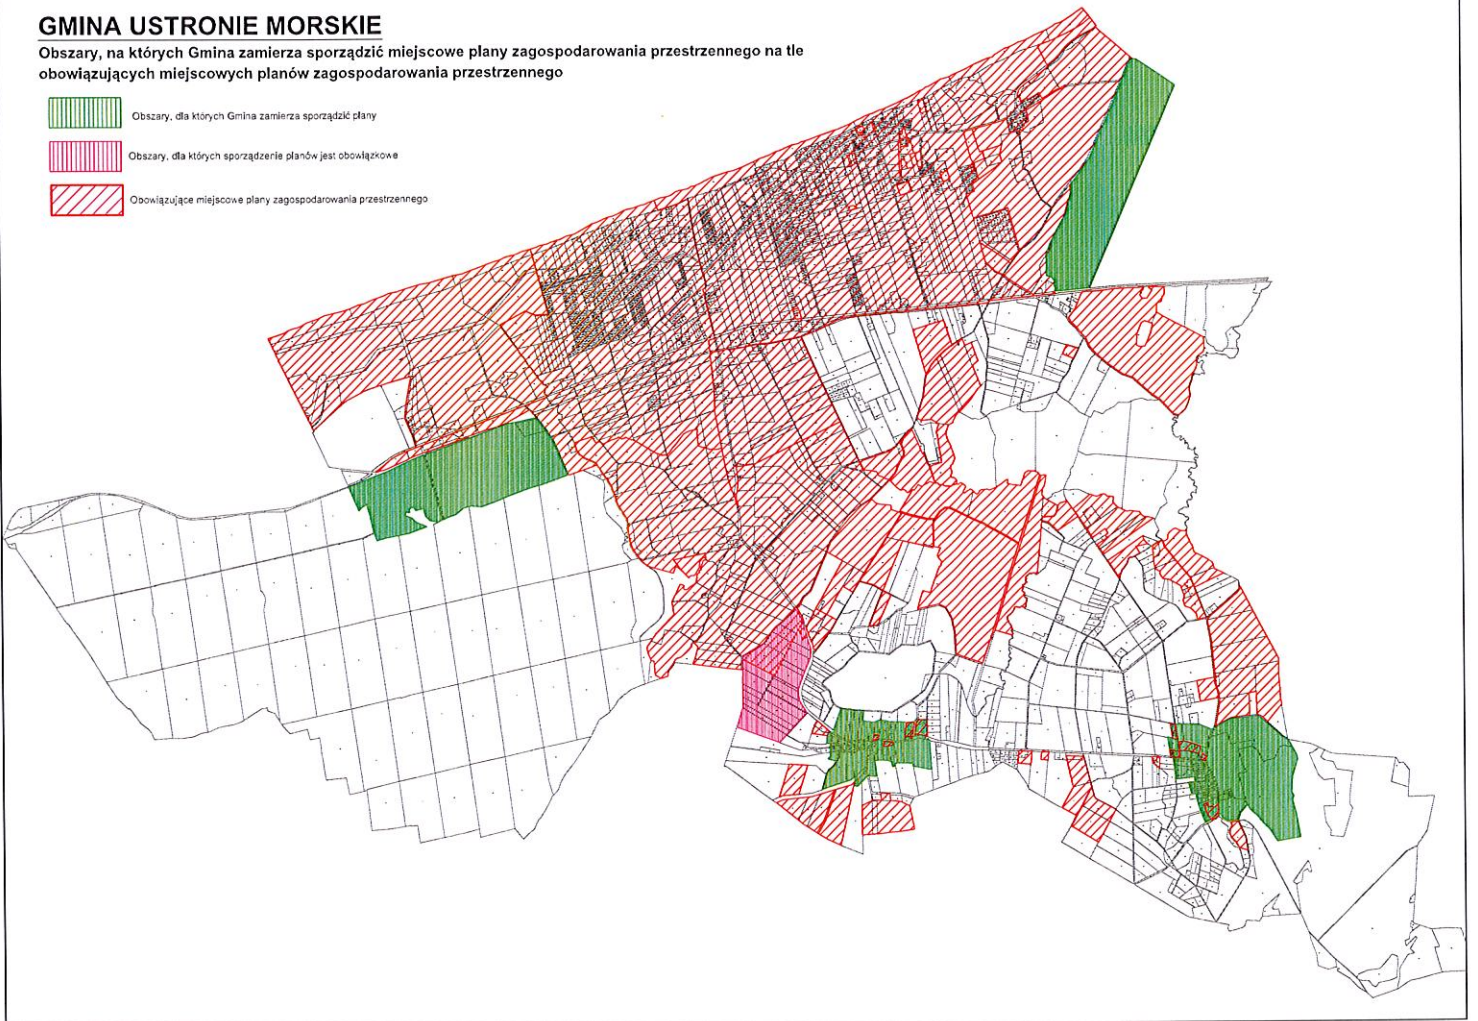 GMINA USTRONIE MORSKIE
Obszary, na których Gmina zamierza sporządzić miejscowe plany zagospodarowania przestrzennego na tle
obowiązujących miejscowych planów zagospodarowania przestrzennego
Obszary, dla których Gmina zamierza sporządzić plany
Obszary, dla których sporządzenie planów jest obowiązkowe
Obowiązujące miejscowe plany zagospodarowania przestrzennego